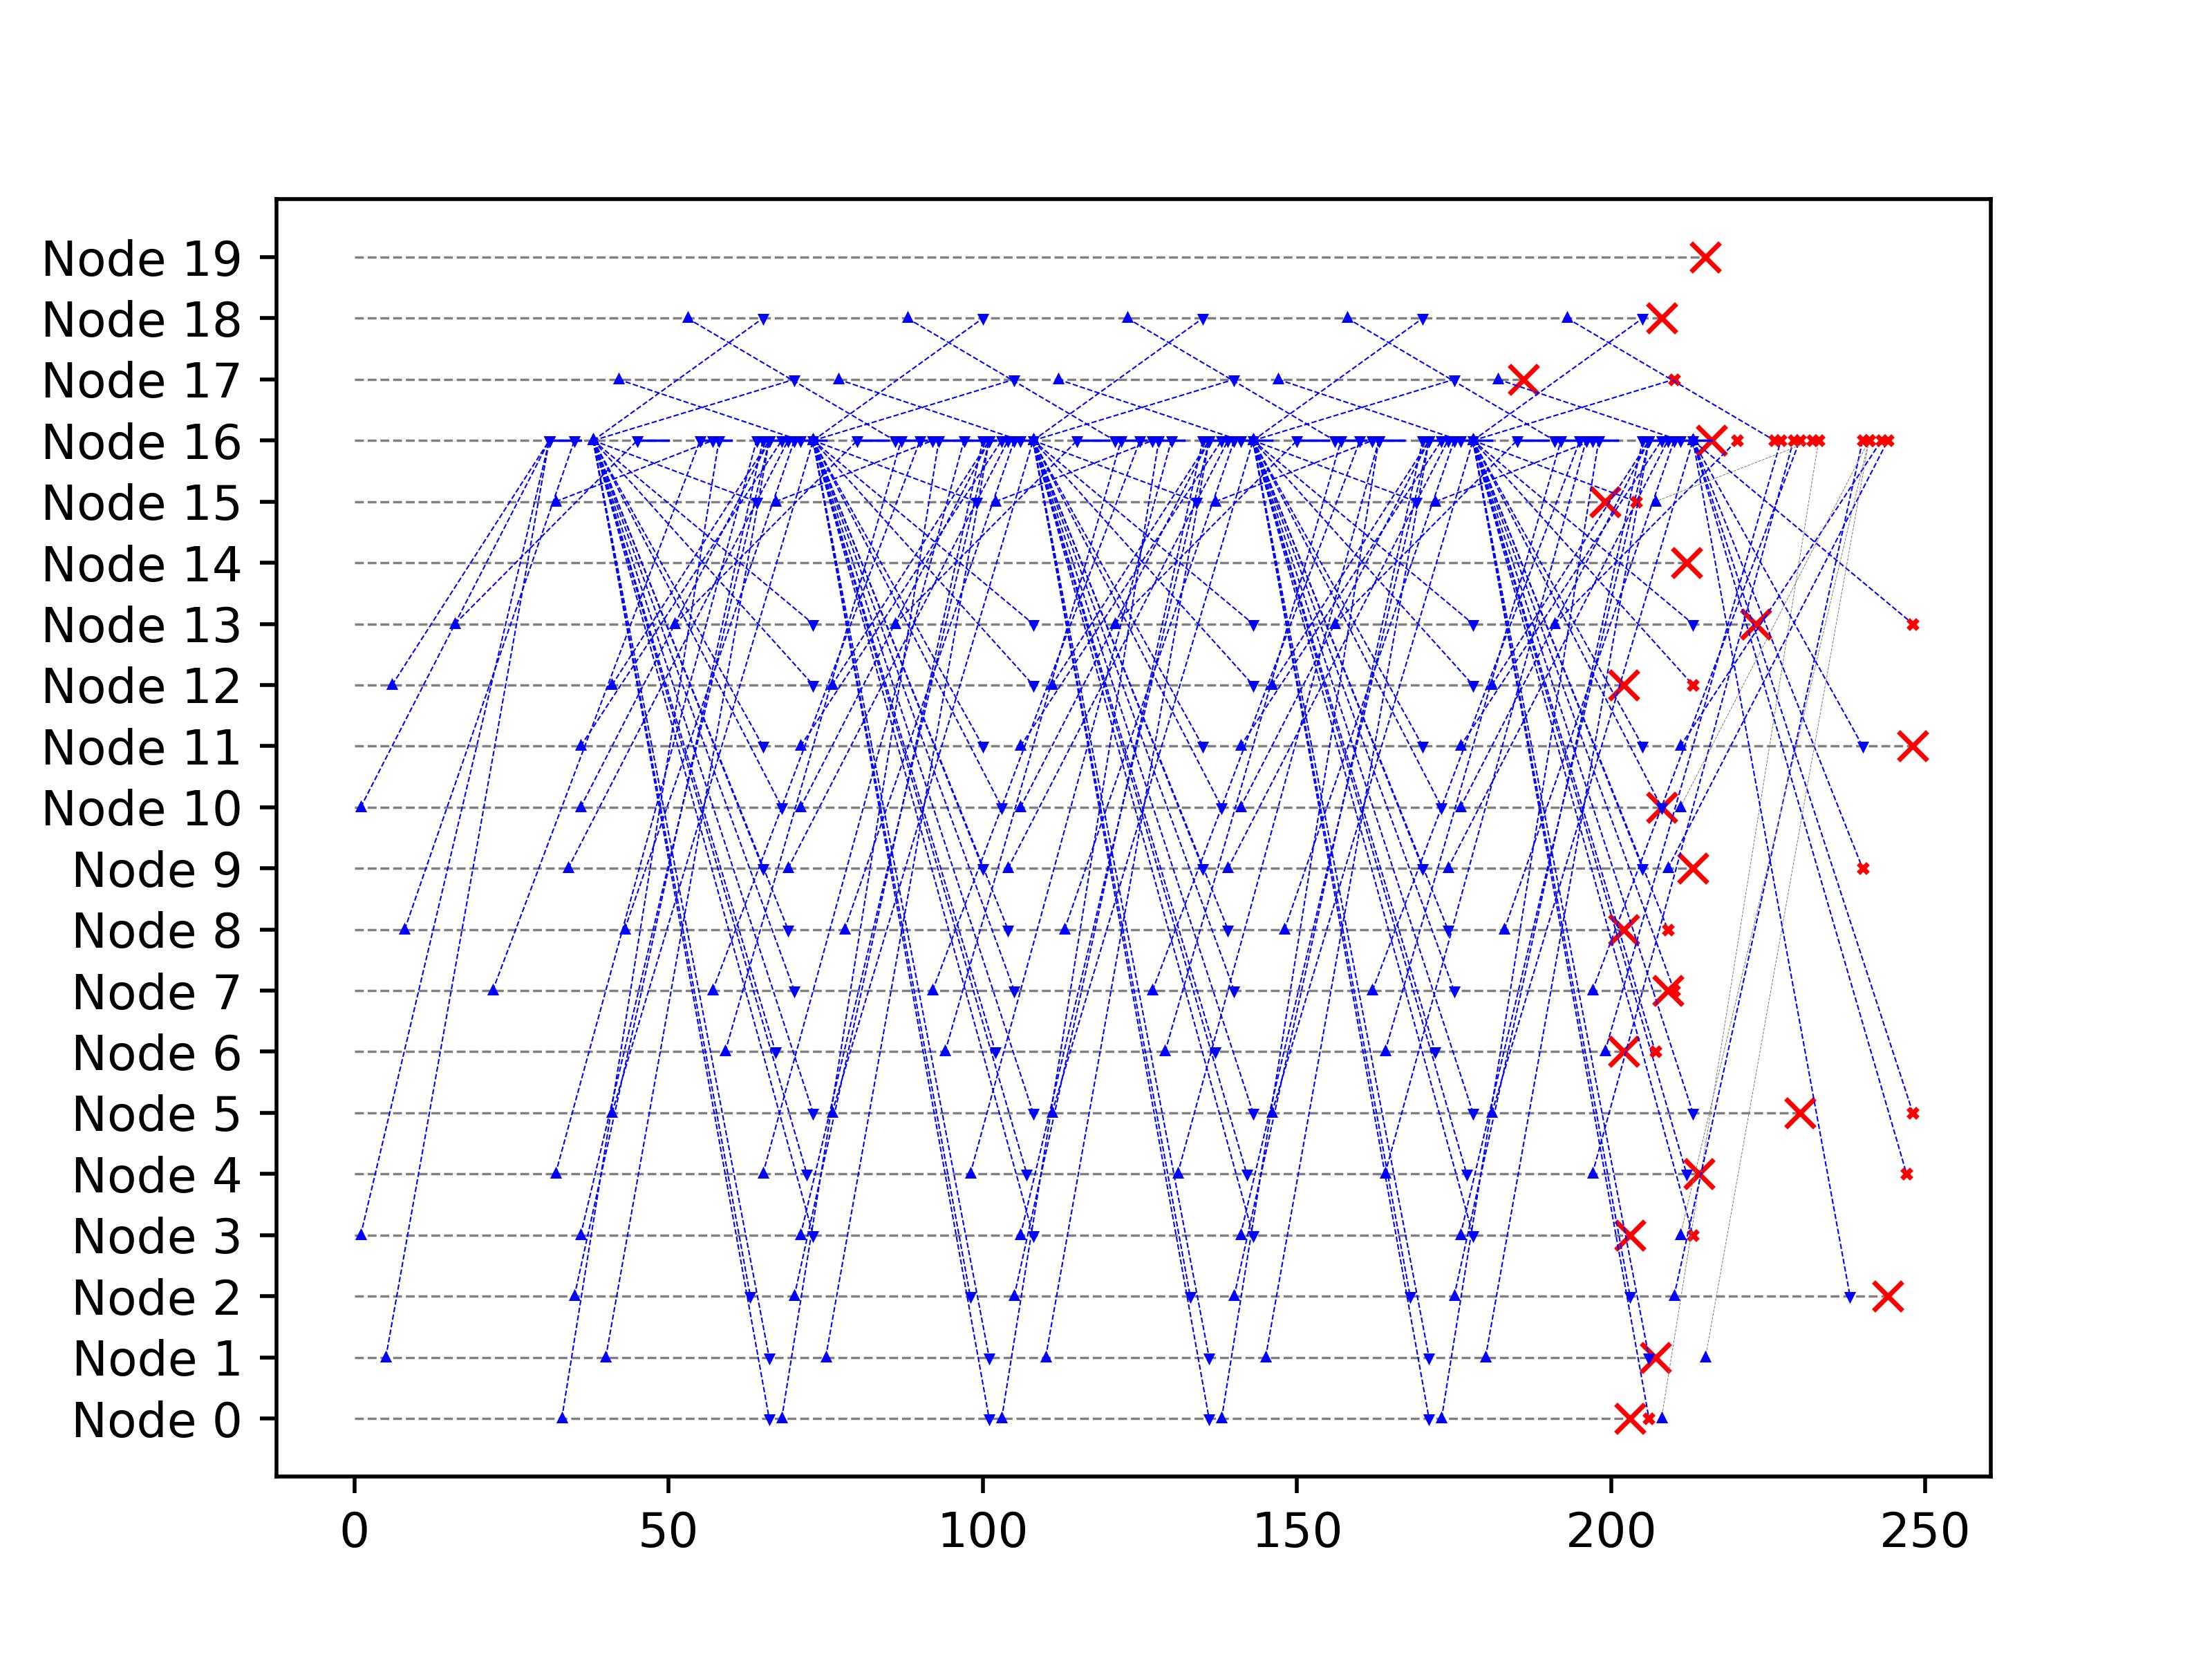 Node 19
Node 18
Node 17
Node 16
Node 15
Node 14
Node 13
Node 12
Node 11
Node 10
Node 9
Node 8
Node 7
Node 6
Node 5
Node 4
Node 3
Node 2
Node 1
Node 0
0 50 100 150 200 250